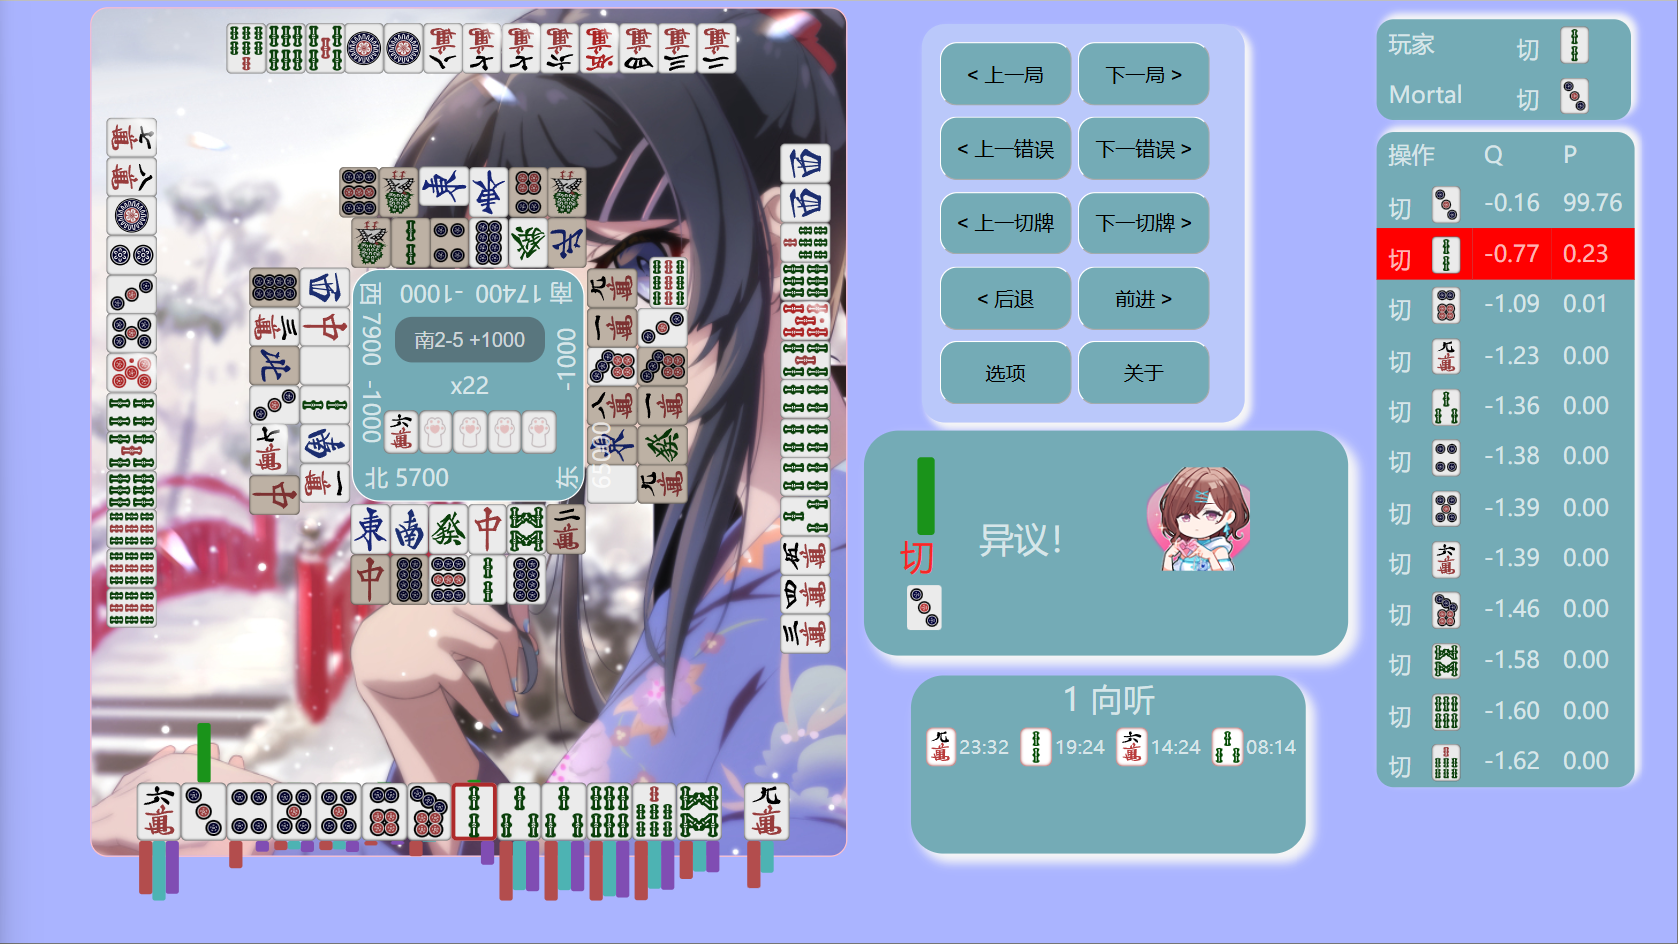 西
南 17400 -1000
7900 -1000
南2-5 +1000
-1000
x22
北 5700
东
65000
< 上一局
下一局 >
< 上一错误
下一错误 >
< 上一切牌
下一切牌 >
< 后退
前进 >
选项
关于
切
异议!
1 向听
23:32
19:24
14:24
08:14
玩家 切
Mortal 切
操作 Q P
切 -0.16 99.76
切 -0.77 0.23
切 -1.09 0.01
切 -1.23 0.00
切 -1.36 0.00
切 -1.38 0.00
切 -1.39 0.00
切 -1.39 0.00
切 -1.46 0.00
切 -1.58 0.00
切 -1.60 0.00
切 -1.62 0.00